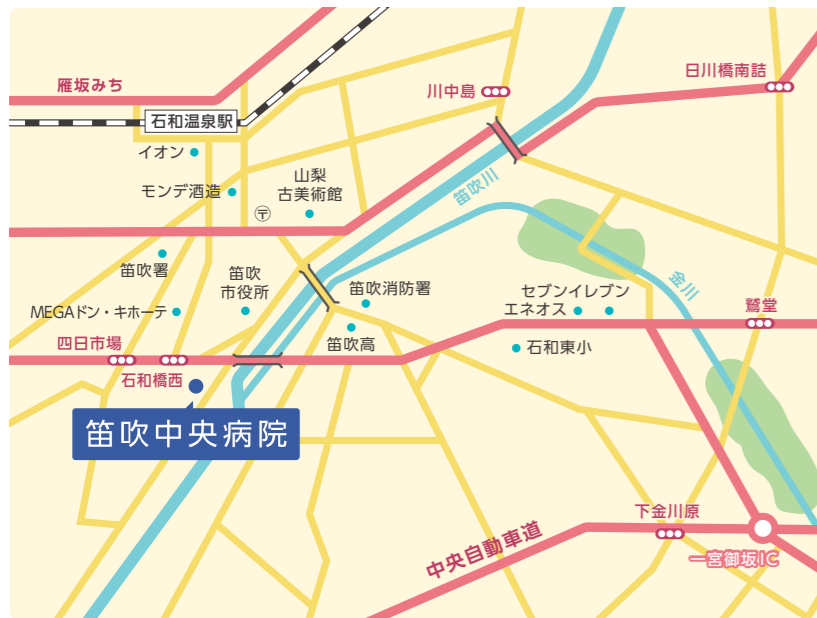 雁坂みち
石和温泉駅
川中島
日川橋南詰
イオン
モンデ酒造
山梨
古美術館
〒
笛吹川
笛吹署
笛吹
市役所
MEGAドン・キホーテ
笛吹消防署
笛吹高
セブンイレブン
エネオス
金川
鵞堂
四日市場
石和橋西
石和東小
笛吹中央病院
下金川原
中央自動車道
一宮御坂IC